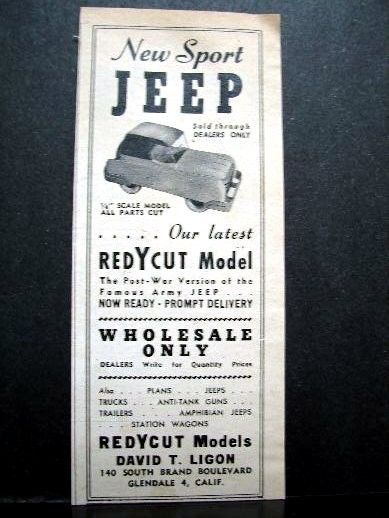 New Sport
JEEP
Sold through
DEALERS ONLY
SCALE MODEL
ALL PARTS CUT
. . . . . Our latest
REDYCUT Model
The Post-War Version of the
Famous Army JEEP . . .
NOW READY - PROMPT DELIVERY
WHOLESALE
ONLY
DEALERS Write for Quantity Prices
Also . . . PLANS . . . JEEPS . . .
TRUCKS . . . ANTI-TANK GUNS . . .
TRAILERS . . . AMPHIBIAN JEEPS
. . . . STATION WAGONS
REDYCUT Models
DAVID T. LIGON
140 SOUTH BRAND BOULEVARD
GLENDALE 4, CALIF.